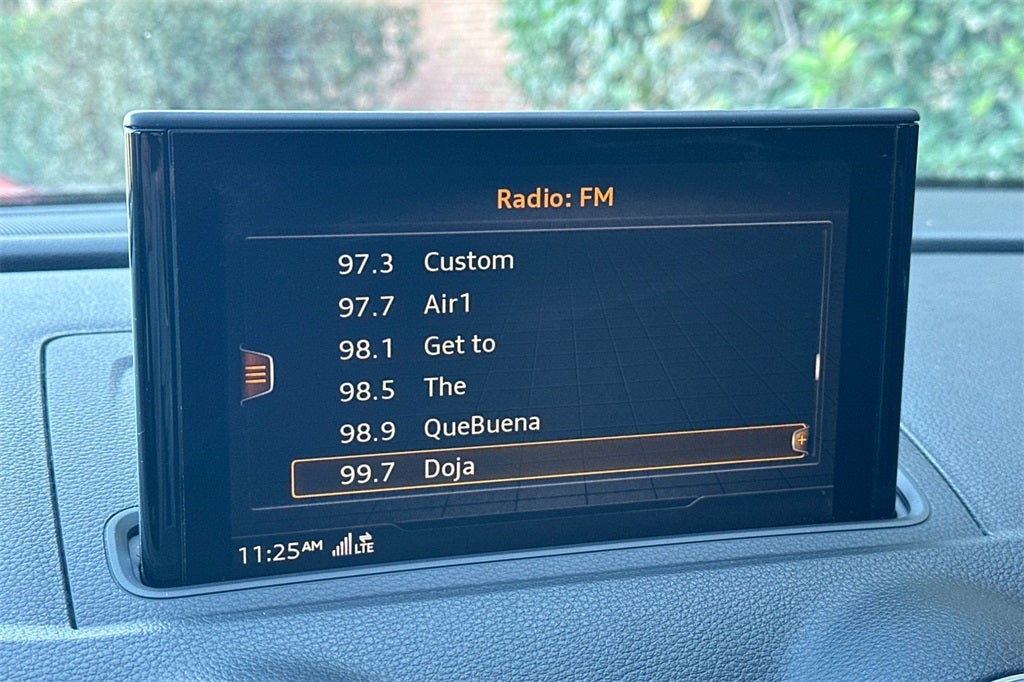 Radio: FM
97.3 Custom
97.7 Air1
98.1 Get to
98.5 The
98.9 QueBuena
99.7 Doja
11:25AM LTE